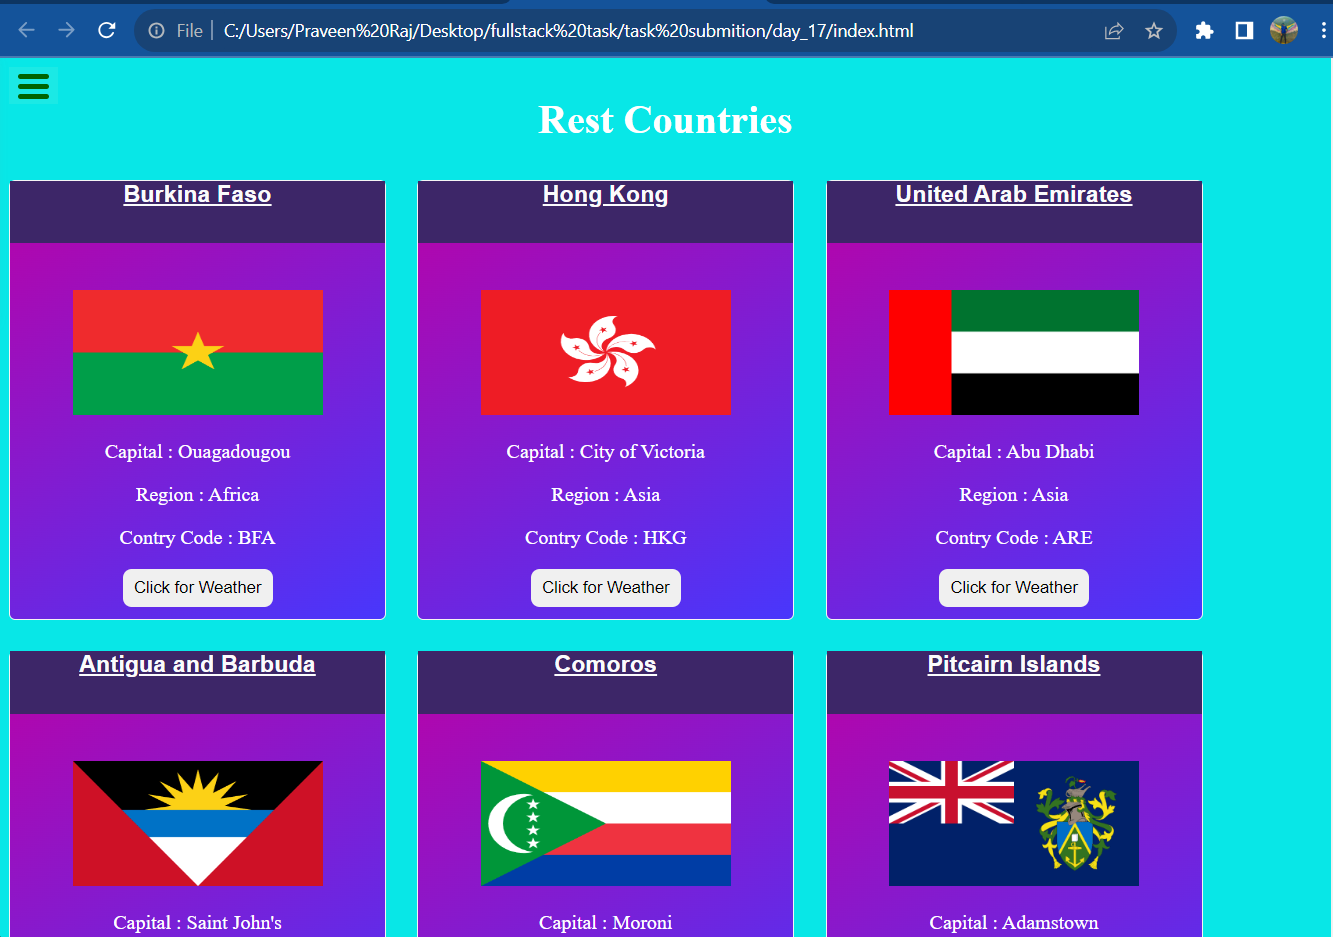 File | C:/Users/Praveen%20Raj/Desktop/fullstack%20task/task%20submition/day_17/index.html
Rest Countries
Burkina Faso
Hong Kong
United Arab Emirates
Capital : Ouagadougou
Region : Africa
Contry Code : BFA
Click for Weather
Capital : City of Victoria
Region : Asia
Contry Code : HKG
Click for Weather
Capital : Abu Dhabi
Region : Asia
Contry Code : ARE
Click for Weather
Antigua and Barbuda
Comoros
Pitcairn Islands
Capital : Saint John's
Capital : Moroni
Capital : Adamstown